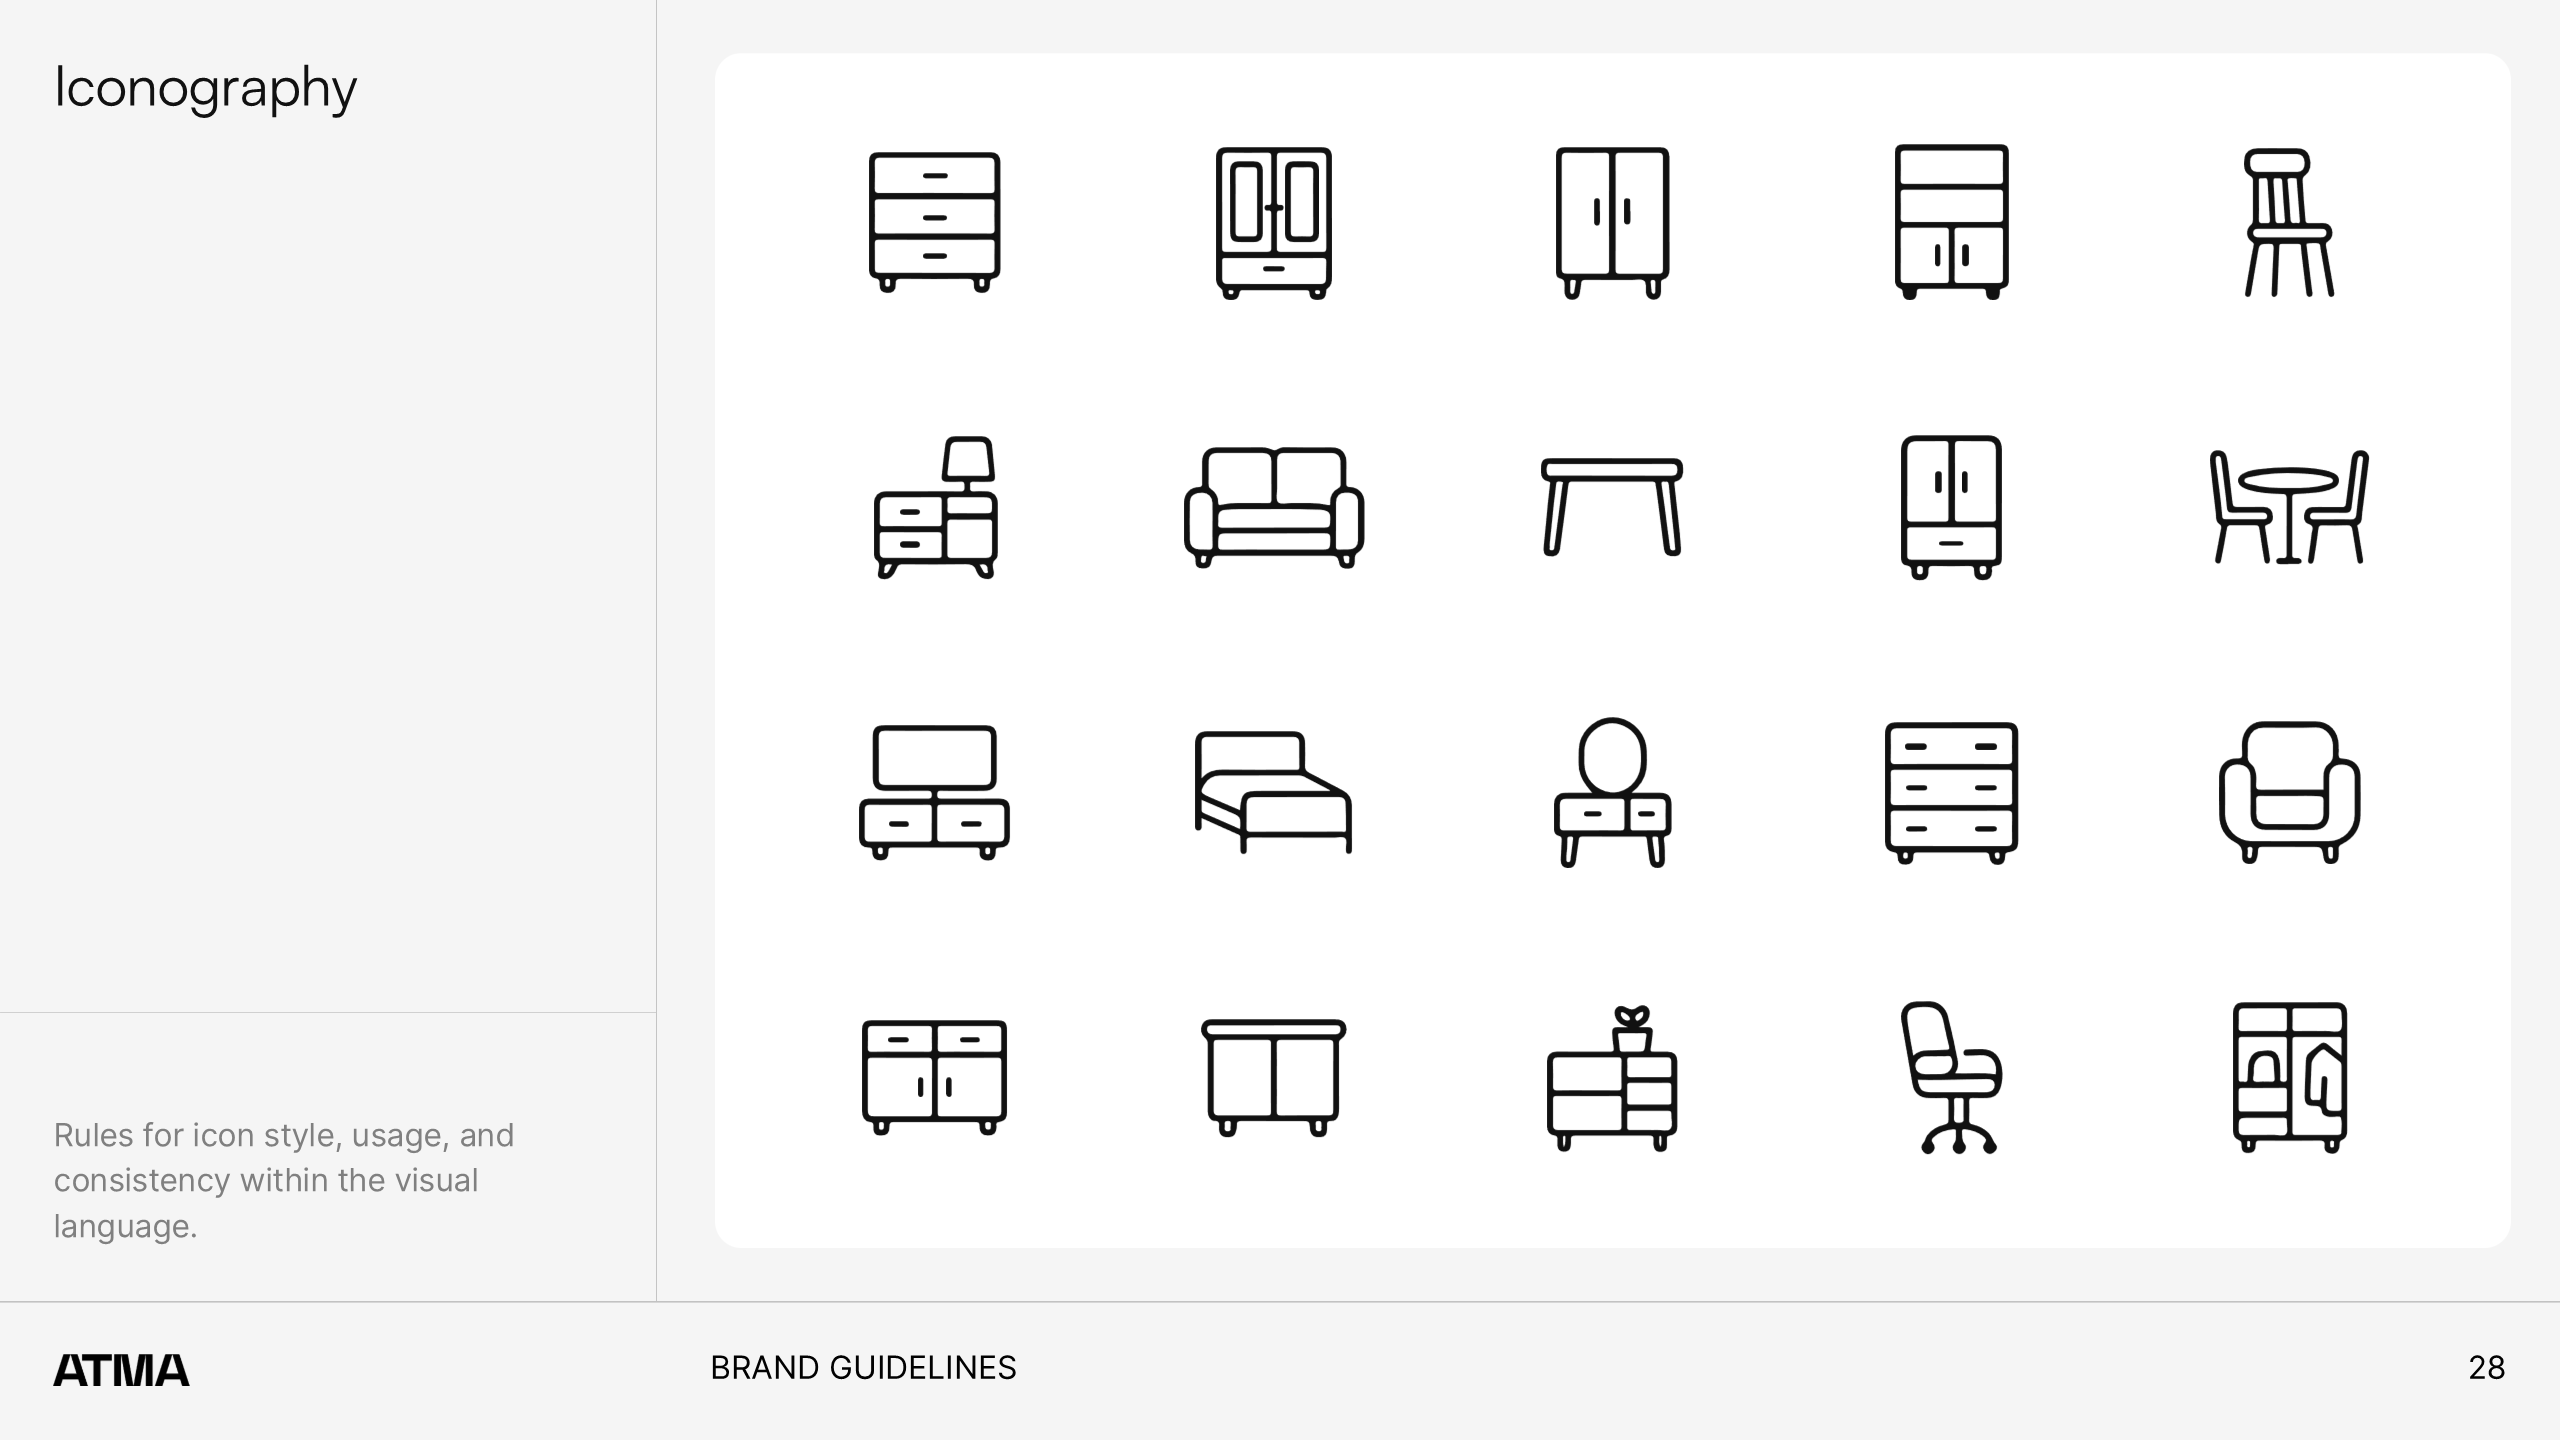 Iconography
Rules for icon style, usage, and
consistency within the visual
language.
ATMA
BRAND GUIDELINES
28